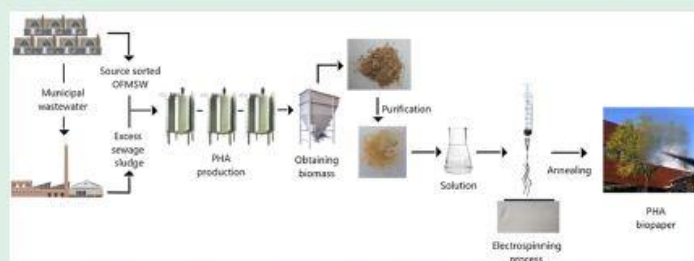 Municipal
wastewater
Source sorted
OFMSW
Excess
sewage
sludge
PHA
production
Obtaining
biomass
Purification
Solution
Electrospinning
process
Annealing
PHA
biopaper